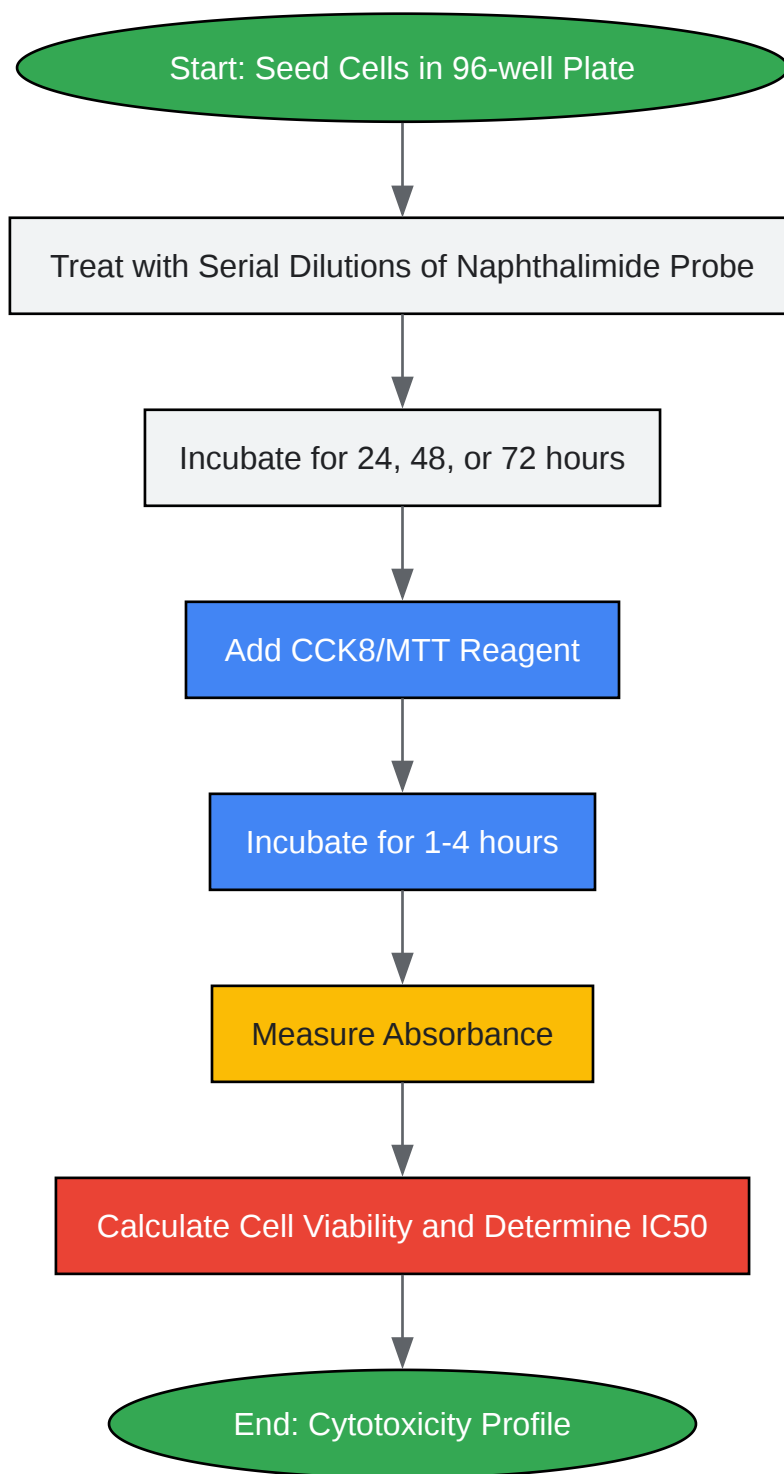 Start: Seed Cells in 96-well Plate
Treat with Serial Dilutions of Naphthalimide Probe
Incubate for 24, 48, or 72 hours
Add CCK8/MTT Reagent
Incubate for 1-4 hours
Measure Absorbance
Calculate Cell Viability and Determine IC50
End: Cytotoxicity Profile